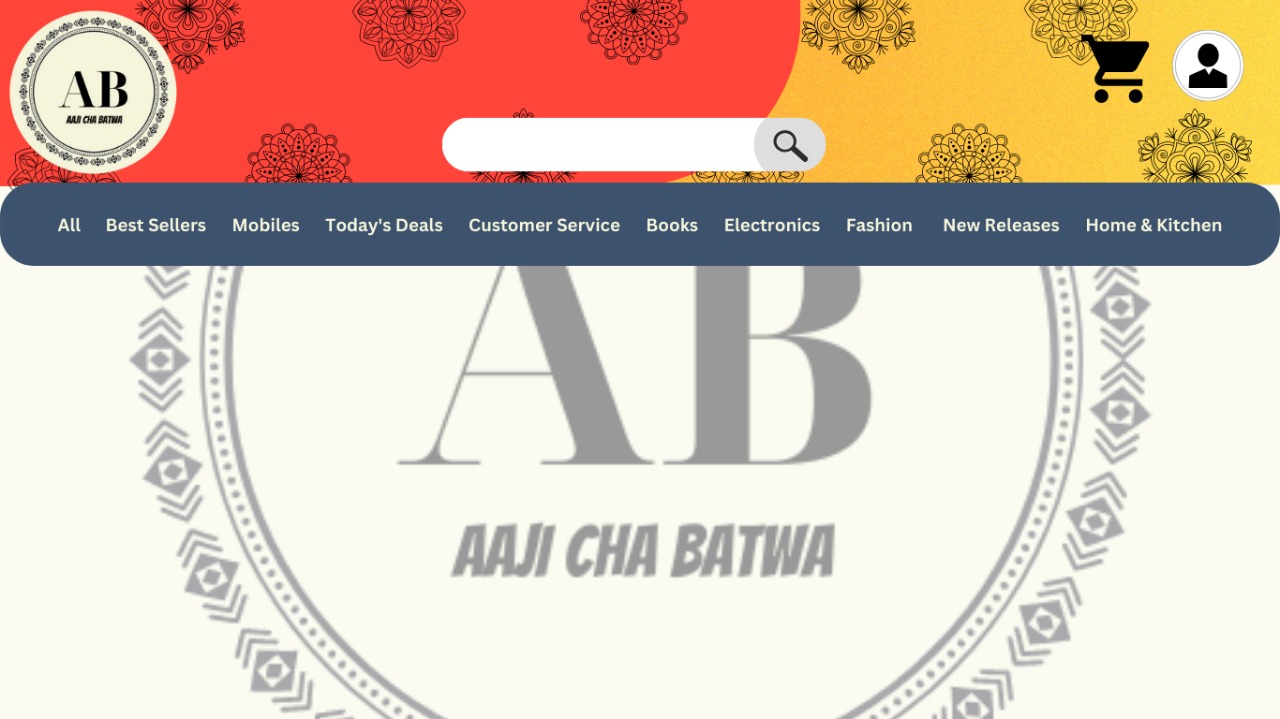 AB
AAJI CHA BATWA
All Best Sellers Mobiles Today's Deals Customer Service Books Electronics Fashion New Releases Home & Kitchen
AB
AAJI CHA BATWA